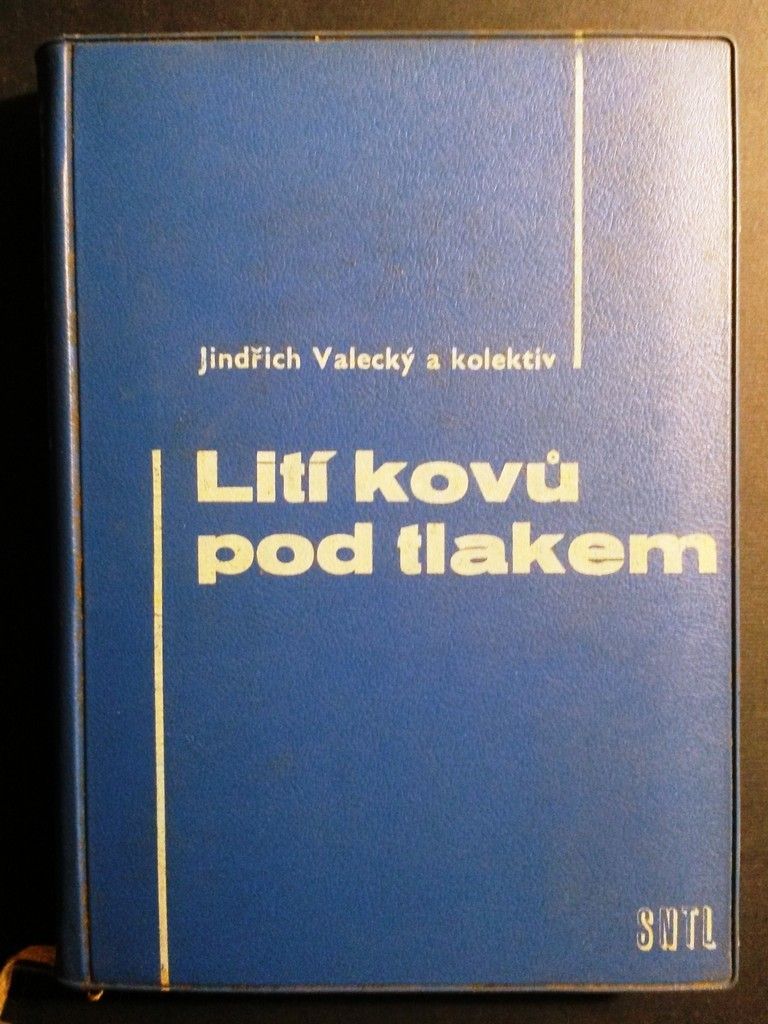 Jindřich Valecký a kolektiv
Lití kovů
pod tlakem
SNTL